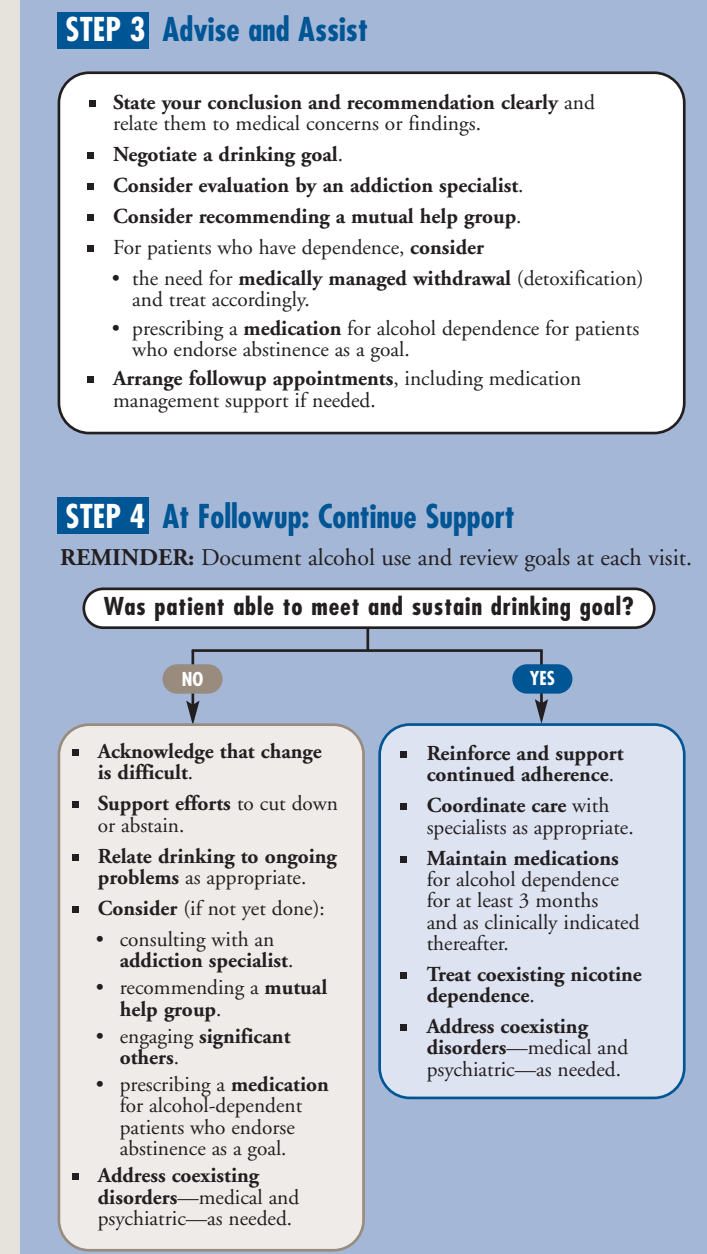 STEP 3 Advise and Assist
▪ State your conclusion and recommendation clearly and
relate them to medical concerns or findings.
▪ Negotiate a drinking goal.
▪ Consider evaluation by an addiction specialist.
▪ Consider recommending a mutual help group.
▪ For patients who have dependence, consider
• the need for medically managed withdrawal (detoxification)
and treat accordingly.
• prescribing a medication for alcohol dependence for patients
who endorse abstinence as a goal.
▪ Arrange followup appointments, including medication
management support if needed.
STEP 4 At Followup: Continue Support
REMINDER: Document alcohol use and review goals at each visit.
Was patient able to meet and sustain drinking goal?
NO
▪ Acknowledge that change
is difficult.
▪ Support efforts to cut down
or abstain.
▪ Relate drinking to ongoing
problems as appropriate.
▪ Consider (if not yet done):
• consulting with an
addiction specialist.
• recommending a mutual
help group.
• engaging significant
others.
• prescribing a medication
for alcohol-dependent
patients who endorse
abstinence as a goal.
▪ Address coexisting
disorders—medical and
psychiatric—as needed.
YES
▪ Reinforce and support
continued adherence.
▪ Coordinate care with
specialists as appropriate.
▪ Maintain medications
for alcohol dependence
for at least 3 months
and as clinically indicated
thereafter.
▪ Treat coexisting nicotine
dependence.
▪ Address coexisting
disorders—medical and
psychiatric—as needed.